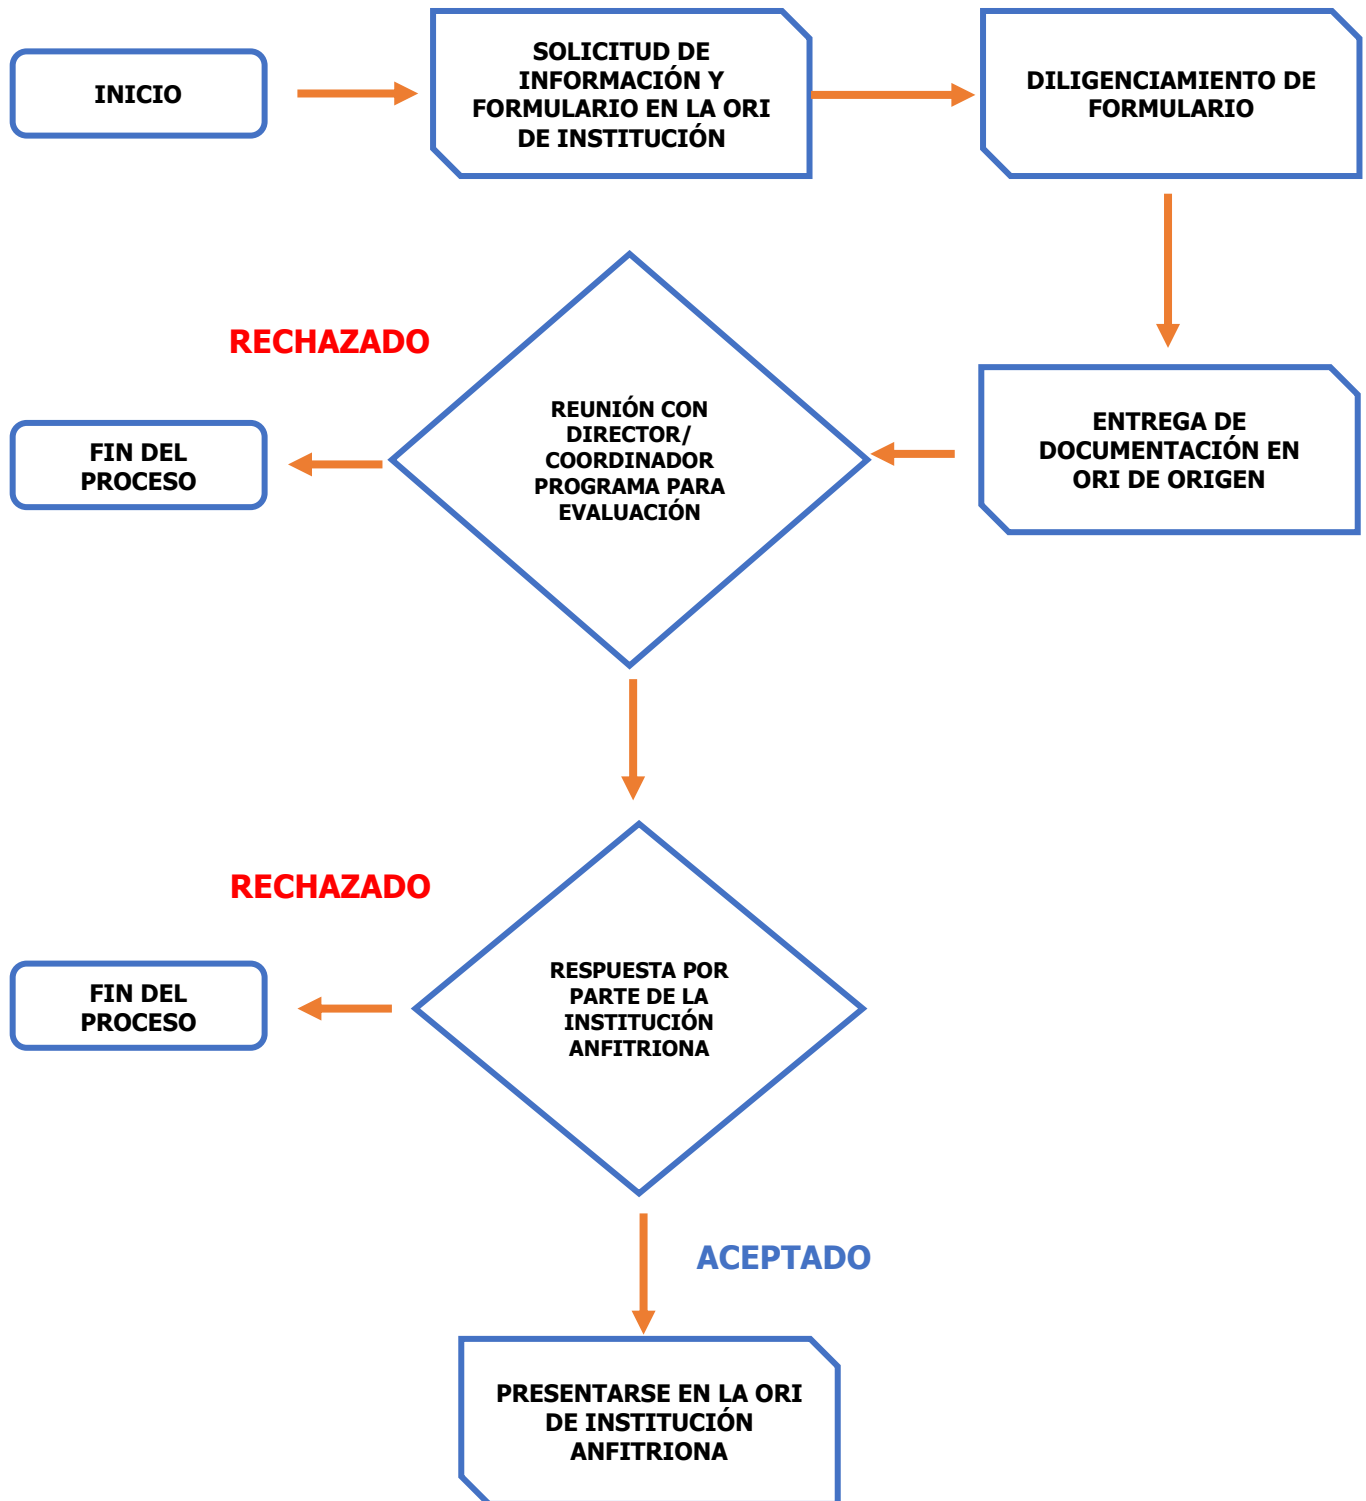 INICIO
SOLICITUD DE
INFORMACIÓN Y
FORMULARIO EN LA ORI
DE INSTITUCIÓN
DILIGENCIAMIENTO DE
FORMULARIO
RECHAZADO
FIN DEL
PROCESO
REUNIÓN CON
DIRECTOR/
COORDINADOR
PROGRAMA PARA
EVALUACIÓN
ENTREGA DE
DOCUMENTACIÓN EN
ORI DE ORIGEN
RECHAZADO
FIN DEL
PROCESO
RESPUESTA POR
PARTE DE LA
INSTITUCIÓN
ANFITRIONA
ACEPTADO
PRESENTARSE EN LA ORI
DE INSTITUCIÓN
ANFITRIONA